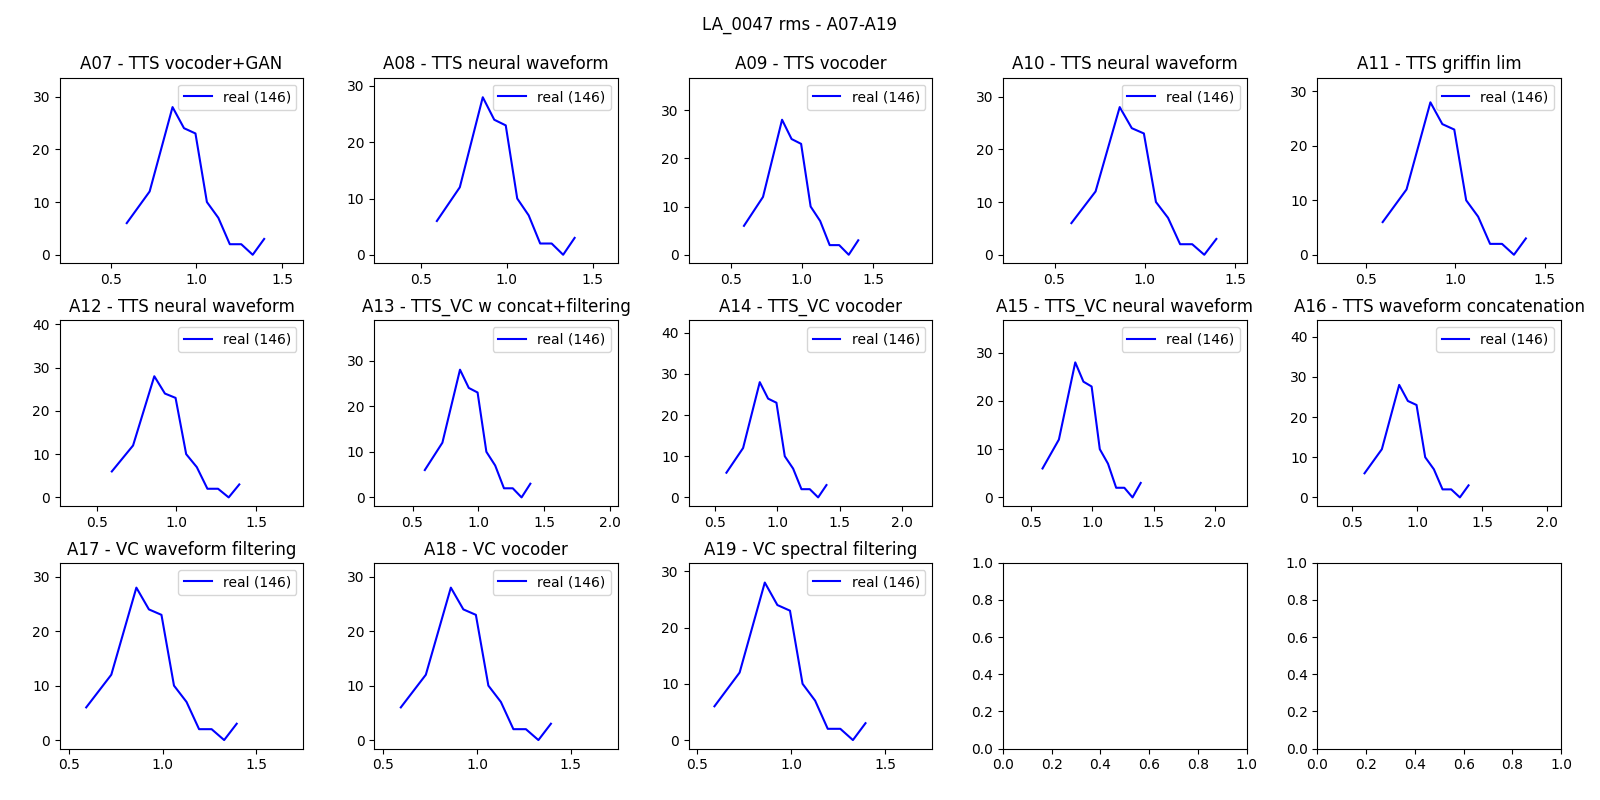 LA_0047 rms - A07-A19
A07 - TTS vocoder+GAN
A08 - TTS neural waveform
A09 - TTS vocoder
A10 - TTS neural waveform
A11 - TTS griffin lim
30
20
10
0
real (146)
0.5 1.0 1.5
30
20
10
0
real (146)
0.5 1.0 1.5
30
20
10
0
real (146)
0.5 1.0 1.5
30
20
10
0
real (146)
0.5 1.0 1.5
30
20
10
0
real (146)
0.5 1.0 1.5
A12 - TTS neural waveform
A13 - TTS_VC w concat+filtering
A14 - TTS_VC vocoder
A15 - TTS_VC neural waveform
A16 - TTS waveform concatenation
40
30
20
10
0
real (146)
0.5 1.0 1.5
30
20
10
0
real (146)
0.5 1.0 1.5 2.0
40
30
20
10
0
real (146)
0.5 1.0 1.5 2.0
30
20
10
0
real (146)
0.5 1.0 1.5 2.0
40
30
20
10
0
real (146)
0.5 1.0 1.5 2.0
A17 - VC waveform filtering
A18 - VC vocoder
A19 - VC spectral filtering
30
20
10
0
real (146)
0.5 1.0 1.5
30
20
10
0
real (146)
0.5 1.0 1.5
30
20
10
0
real (146)
0.5 1.0 1.5
1.0
0.8
0.6
0.4
0.2
0.0
0.0 0.2 0.4 0.6 0.8 1.0
1.0
0.8
0.6
0.4
0.2
0.0
0.0 0.2 0.4 0.6 0.8 1.0